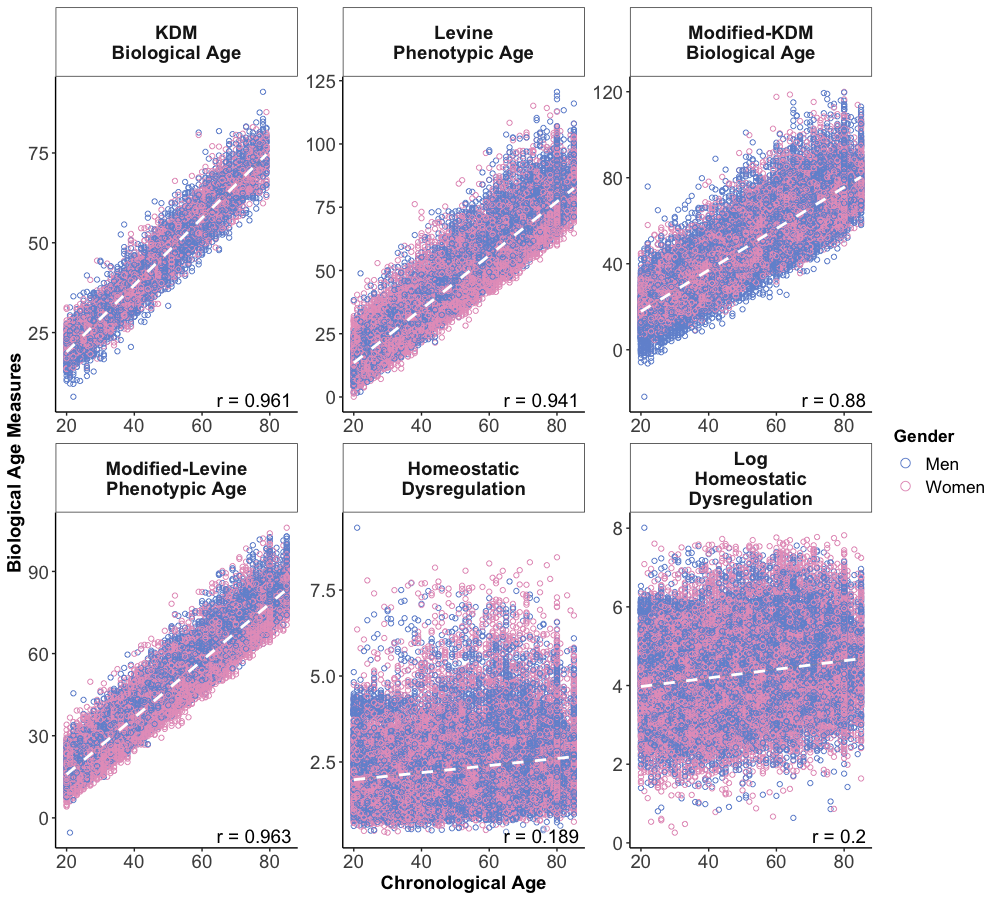 KDM
Biological Age
Levine
Phenotypic Age
Modified-KDM
Biological Age
75
50
25
125
100
75
50
25
0
120
80
40
0
r = 0.961
r = 0.941
r = 0.88
20 40 60 80
20 40 60 80
20 40 60 80
Modified-Levine
Phenotypic Age
Homeostatic
Dysregulation
Log
Homeostatic
Dysregulation
90
60
30
0
7.5
5.0
2.5
8
6
4
2
0
r = 0.963
r = 0.189
r = 0.2
20 40 60 80
20 40 60 80
20 40 60 80
Biological Age Measures
Chronological Age
Gender
Men
Women